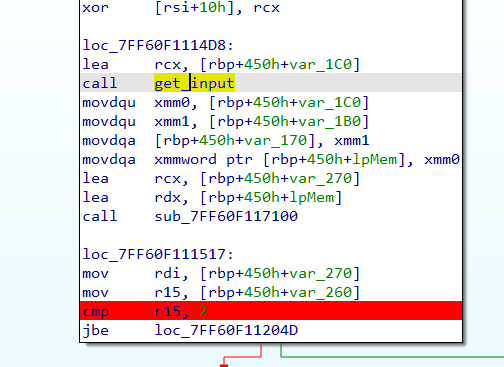 xor [rsi+10h], rcx
loc_7FF60F1114D8:
lea rcx, [rbp+450h+var_1C0]
call get_input
movdqu xmm0, [rbp+450h+var_1C0]
movdqu xmm1, [rbp+450h+var_1B0]
movdqa [rbp+450h+var_170], xmm1
movdqa xmmword ptr [rbp+450h+lpMem], xmm0
lea rcx, [rbp+450h+var_270]
lea rdx, [rbp+450h+lpMem]
call sub_7FF60F117100
loc_7FF60F111517:
mov rdi, [rbp+450h+var_270]
mov r15, [rbp+450h+var_260]
cmp r15, 2
jbe loc_7FF60F11204D